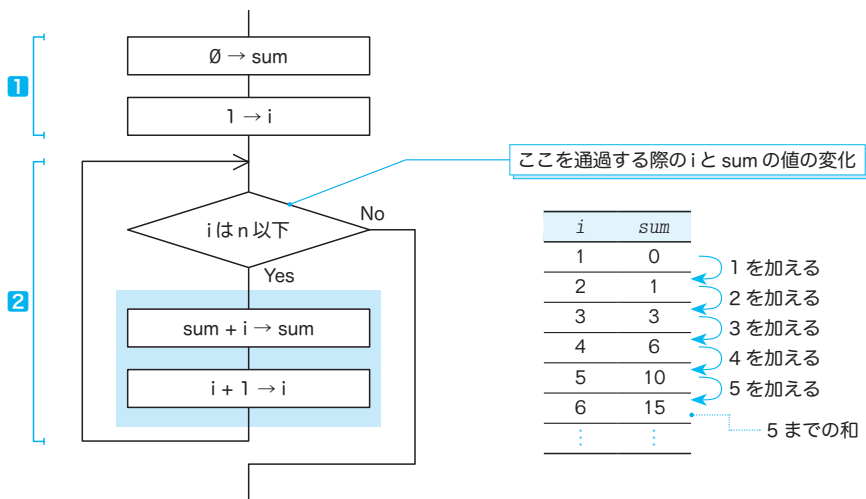 1
0 → sum
1 → i
2
ここを通過する際の i と sum の値の変化
i は n 以下
No
Yes
sum + i → sum
i + 1 → i
i sum
1 0
1 を加える
2 1
2 を加える
3 3
3 を加える
4 6
4 を加える
5 10
5 を加える
6 15
5 までの和
⋮ ⋮